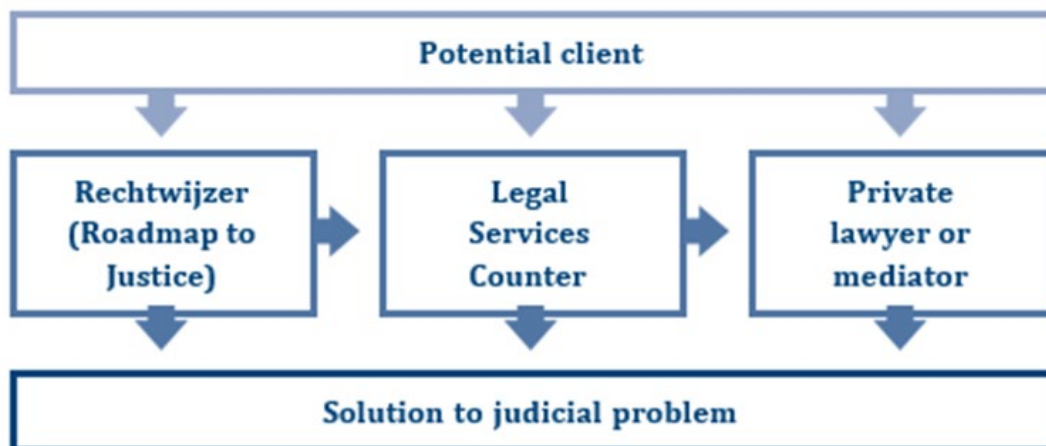 Potential client
Rechtwijzer
(Roadmap to
Justice)
Legal
Services
Counter
Private
lawyer or
mediator
Solution to judicial problem